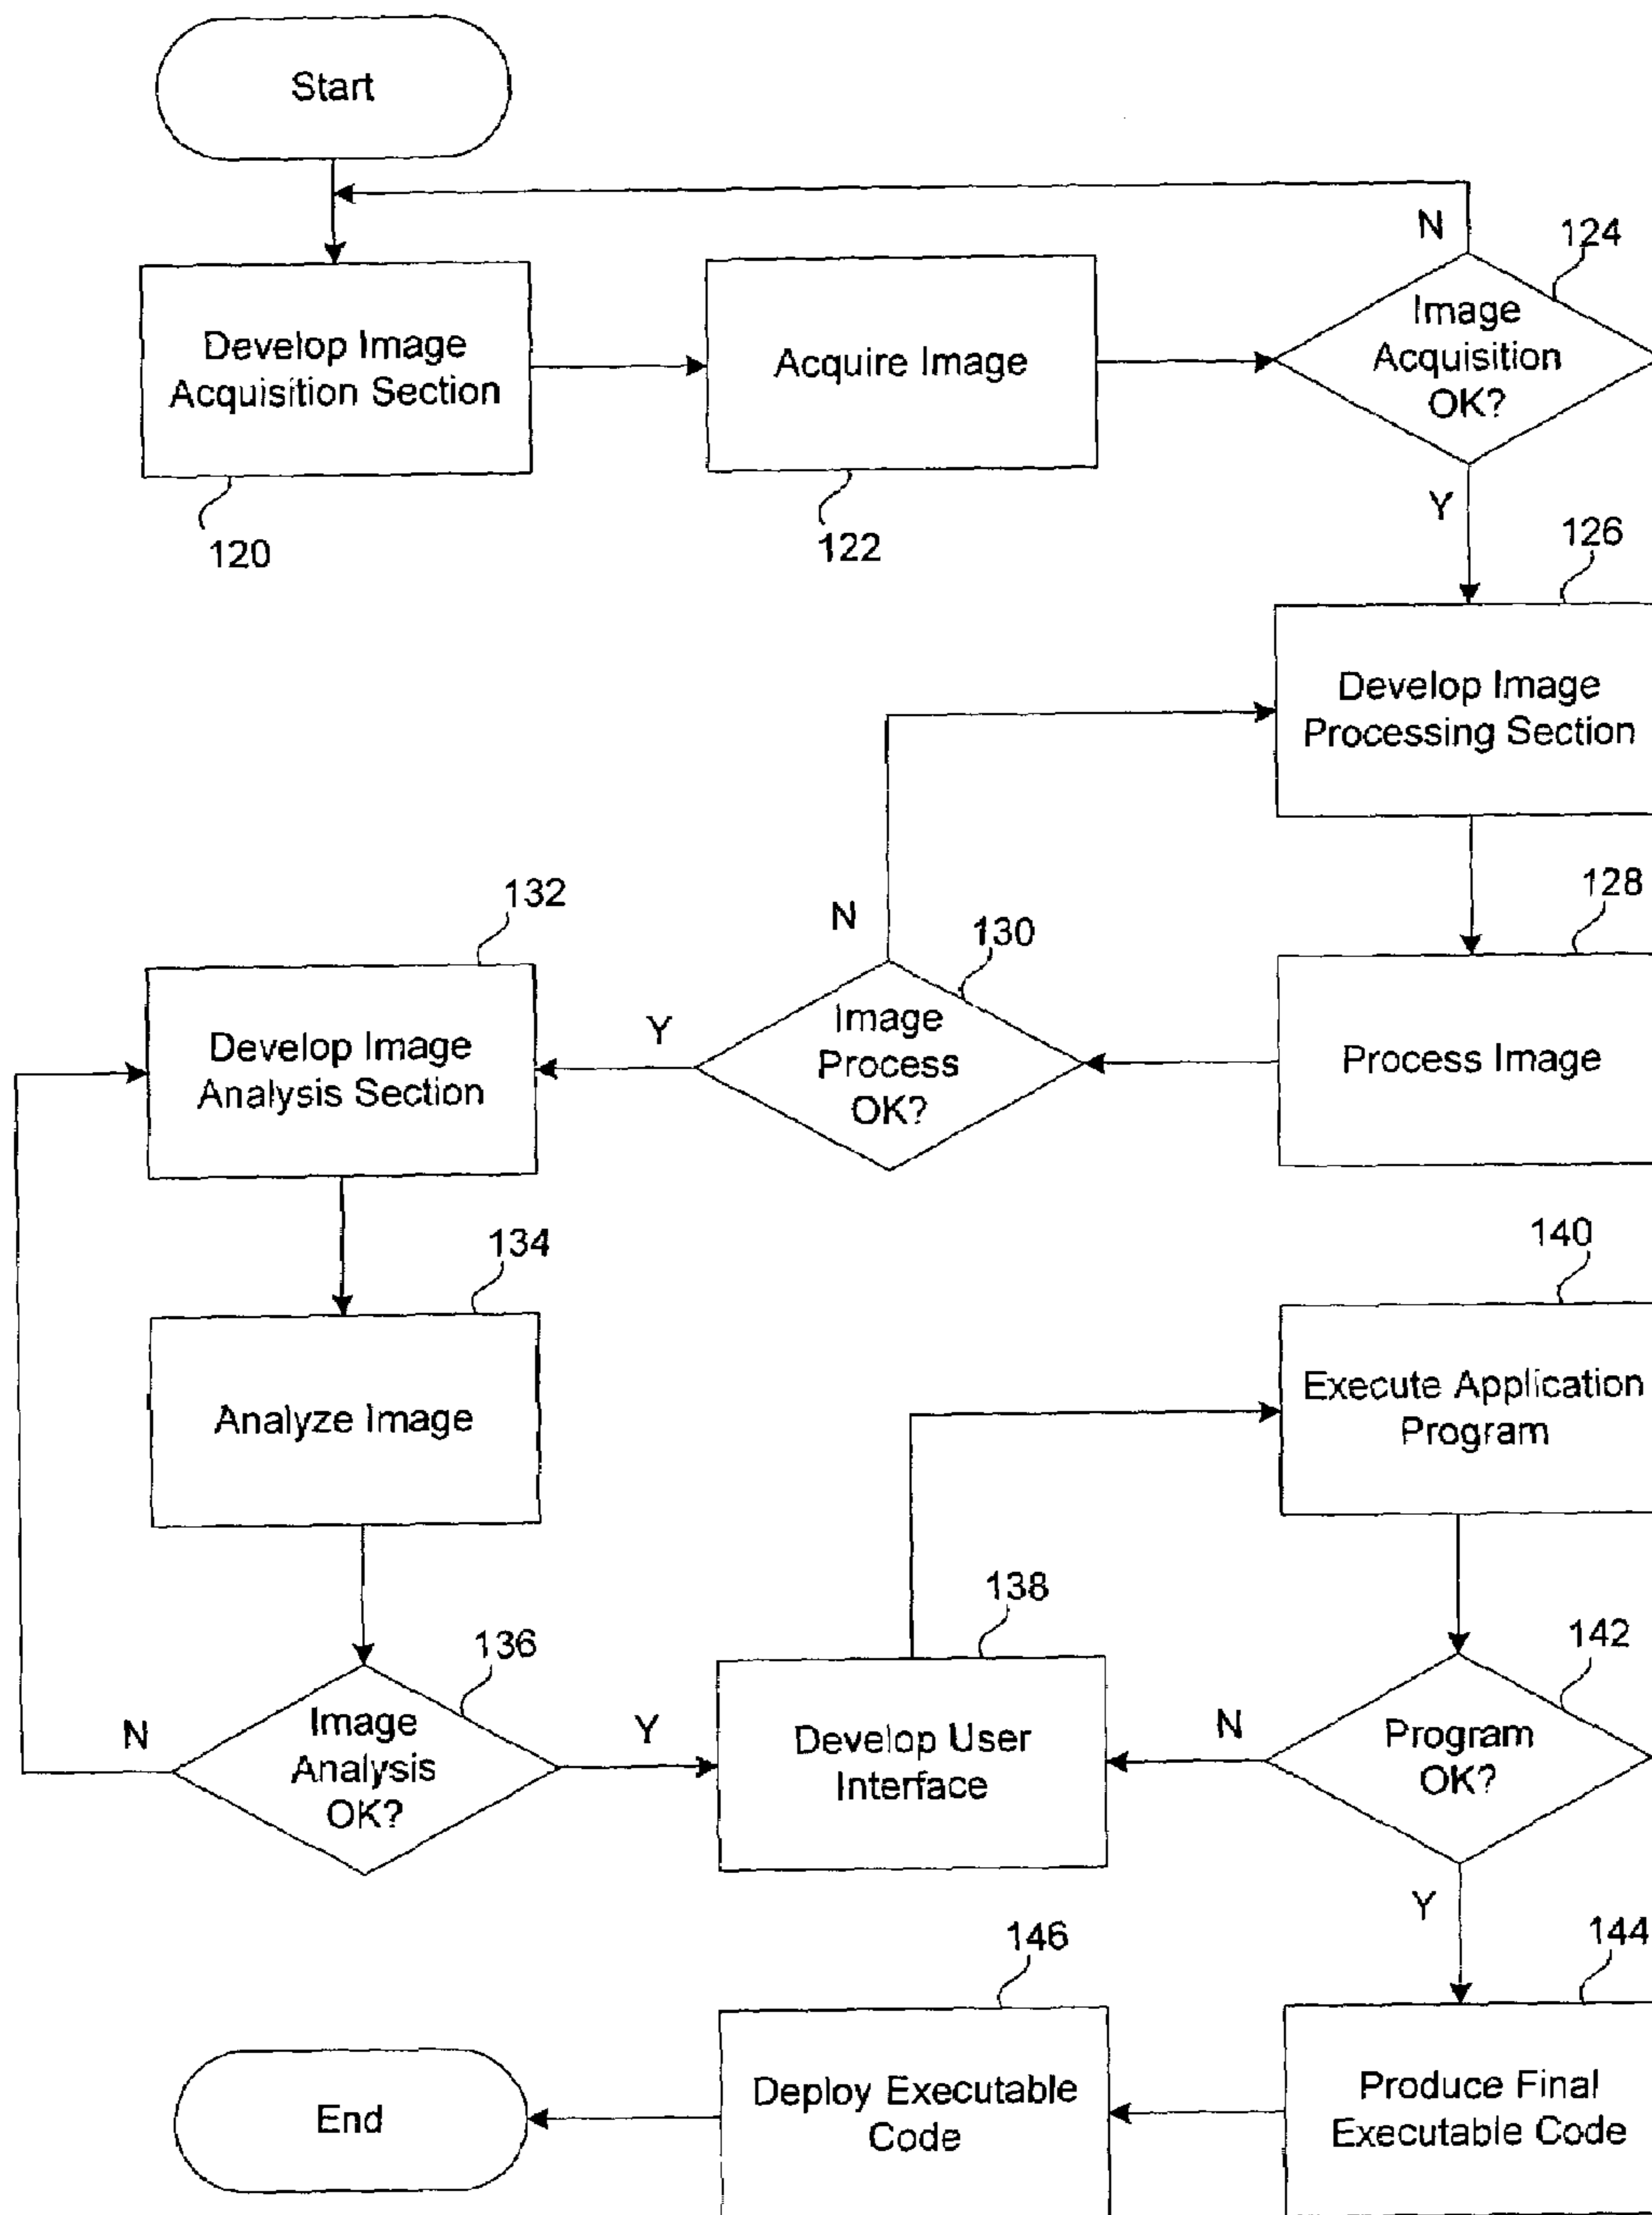 Start
N
124
Develop Image
Acquisition Section
Acquire Image
Image
Acquisition
OK?
120
122
Y
126
Develop Image
Processing Section
132
N
130
128
Develop Image
Analysis Section
Y
Image
Process
OK?
Process Image
134
140
Analyze Image
Execute Application
Program
138
136
142
N
Image
Analysis
OK?
Y
Develop User
Interface
N
Program
OK?
Y
146
144
End
Deploy Executable
Code
Produce Final
Executable Code